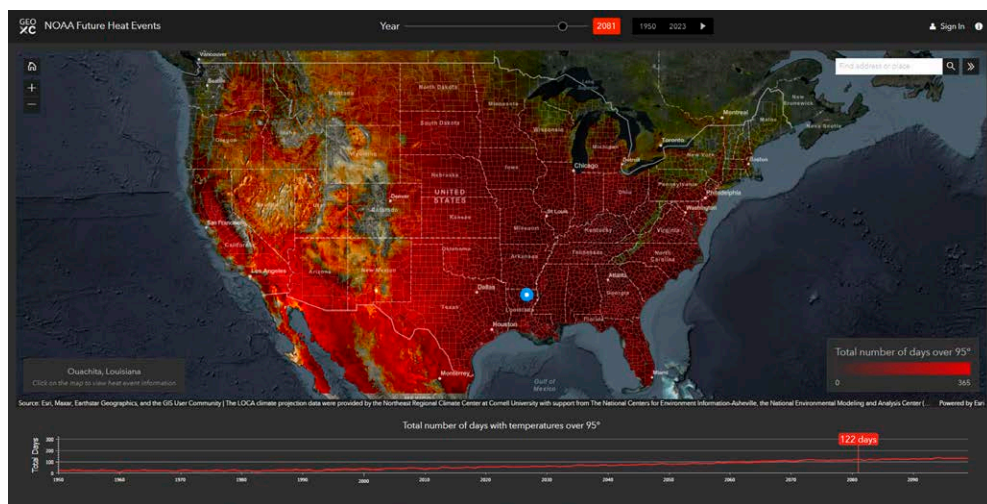 GEO
XC
NOAA Future Heat Events
Year
2081
1950 2023
Sign In
Find address or place
Vancouver
Seattle
Montana
North Dakota
Minneapolis
Montreal
Maine
Nova Scotia
New
Brunswick
Oregon
Idaho
Wyoming
South Dakota
Wisconsin
Michigan
Toronto
Detroit
New York
Boston
Chicago
Iowa
Nebraska
Pennsylvania
Philadelphia
Ohio
Denver
Colorado
UNITED
STATES
Washington
San Francisco
Kansas
St Louis
Missouri
Kentucky
Virginia
California
North
Carolina
Tennessee
Oklahoma
Arkansas
Los Angeles
Arizona
New Mexico
Atlanta
Georgia
Dallas
Texas
Louisiana
Houston
Florida
Monterrey
Gulf of
Mexico
Miami
Total number of days over 95°
0 365
Ouachita, Louisiana
Click on the map to view heat event information
Source: Esri, Maxar, Earthstar Geographics, and the GIS User Community | The LOCA climate projection data were provided by the Northeast Regional Climate Center at Cornell University with support from The National Centers for Environment Information-Asheville, the National Environmental Modeling and Analysis Center (... Powered by Esri
Total number of days with temperatures over 95°
122 days
Total Days
300
200
100
0
1950 1960 1970 1980 1990 2000 2010 2020 2030 2040 2050 2060 2070 2080 2090